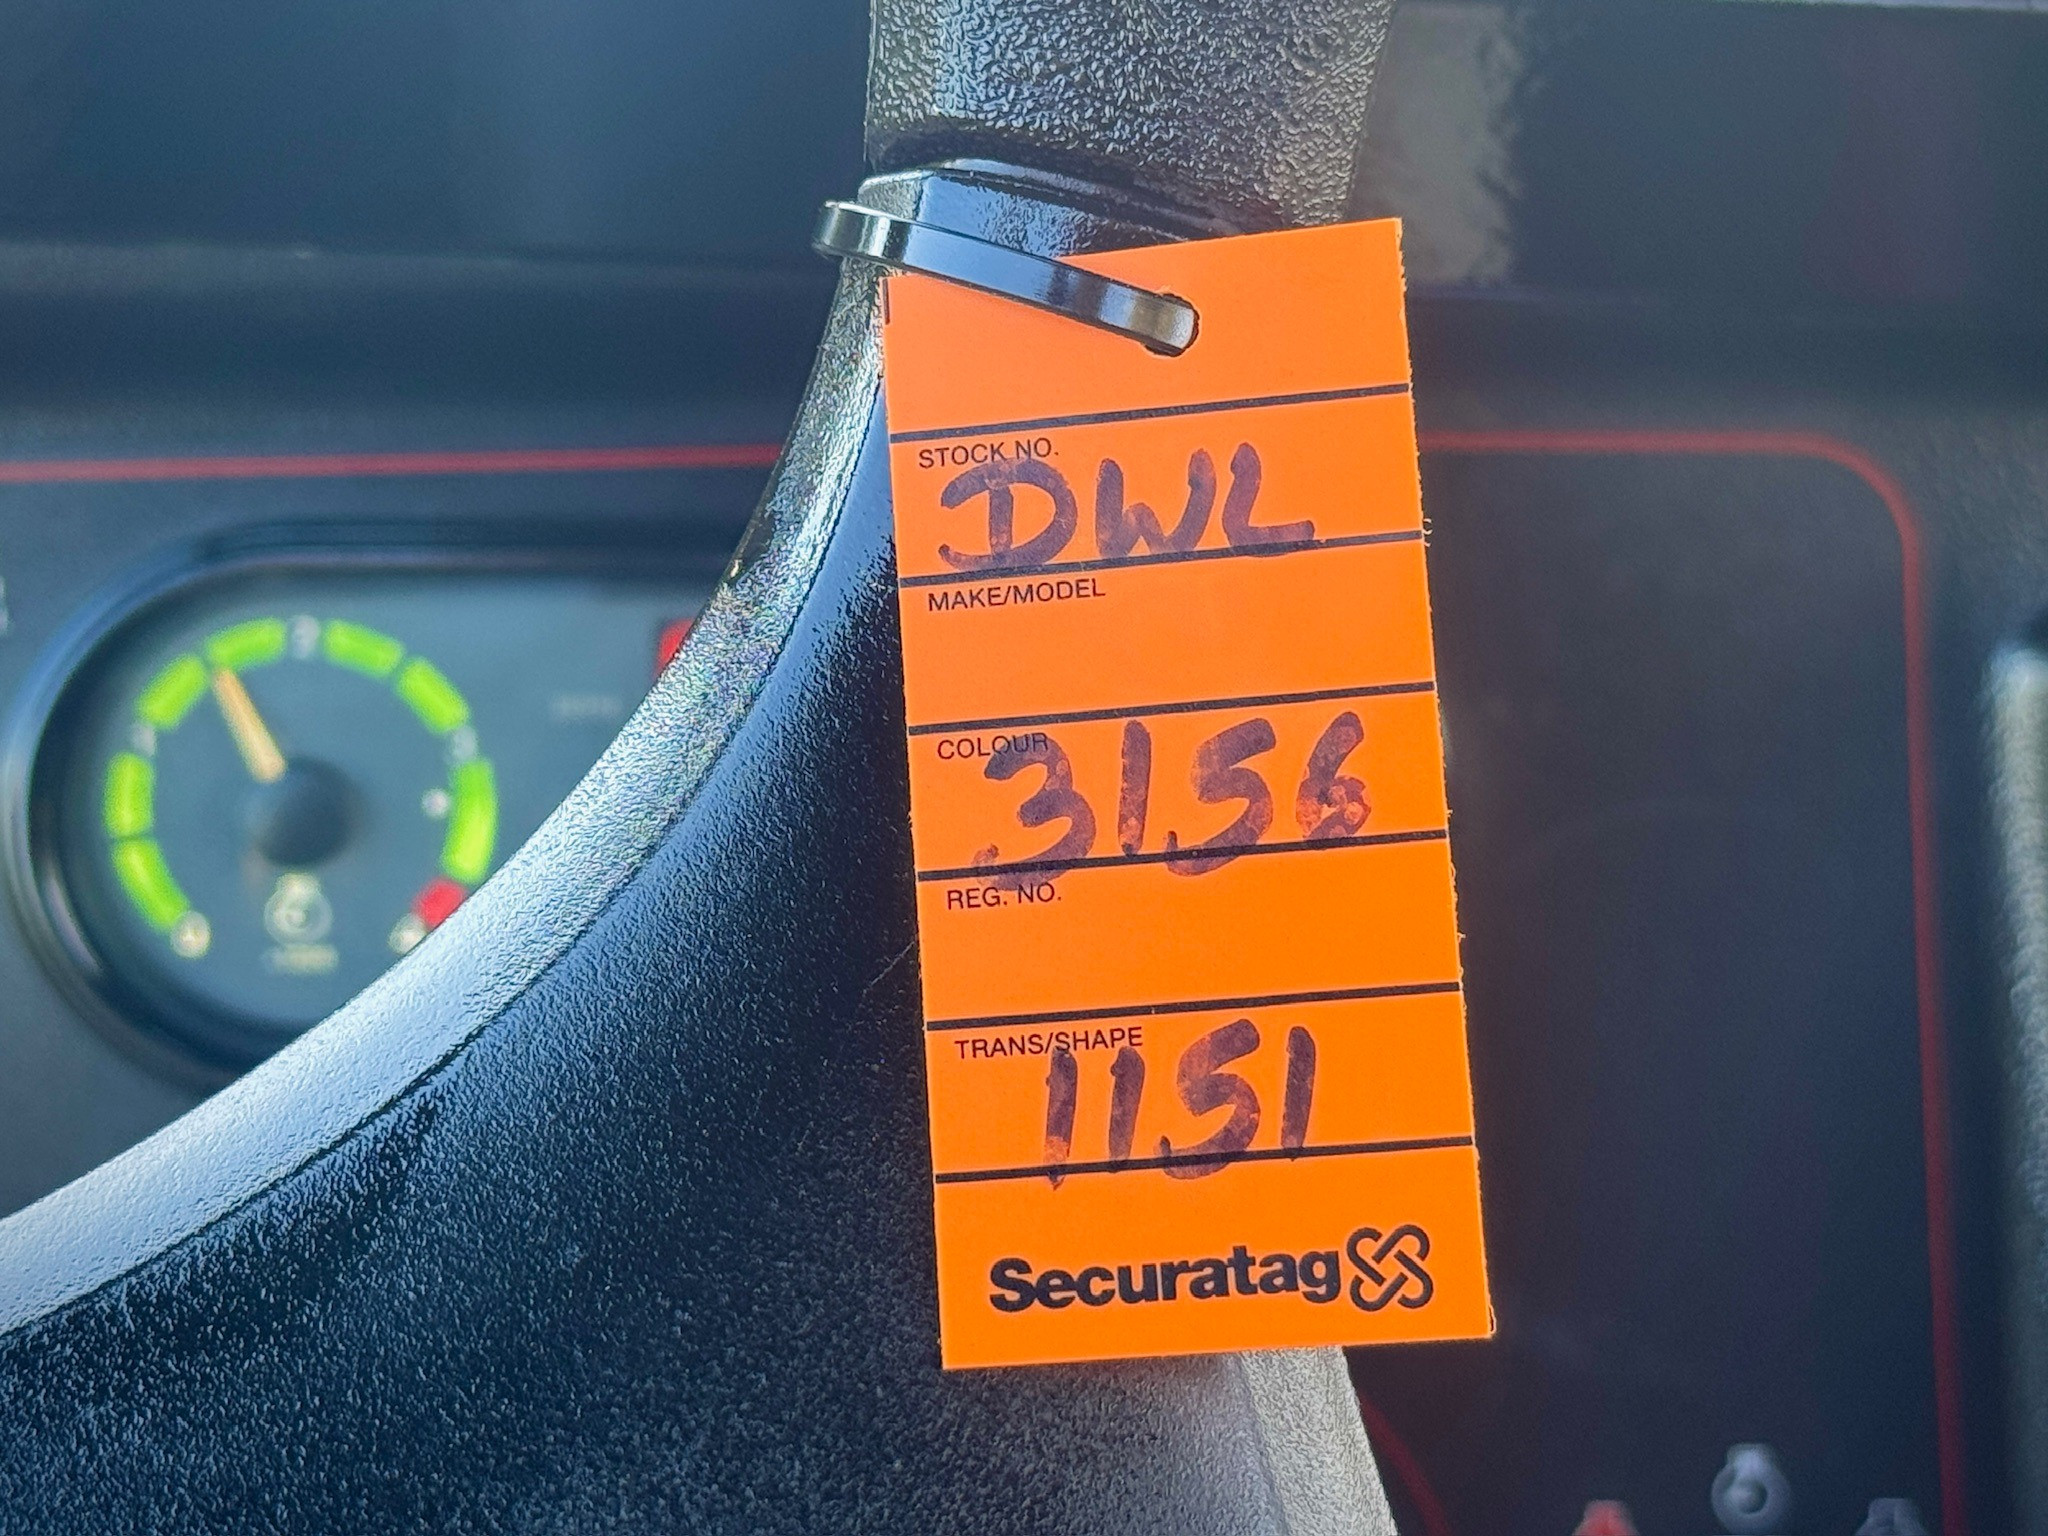 STOCK NO.
DWL
MAKE/MODEL
COLOUR
3156
REG. NO.
TRANS/SHAPE
1151
Securatag